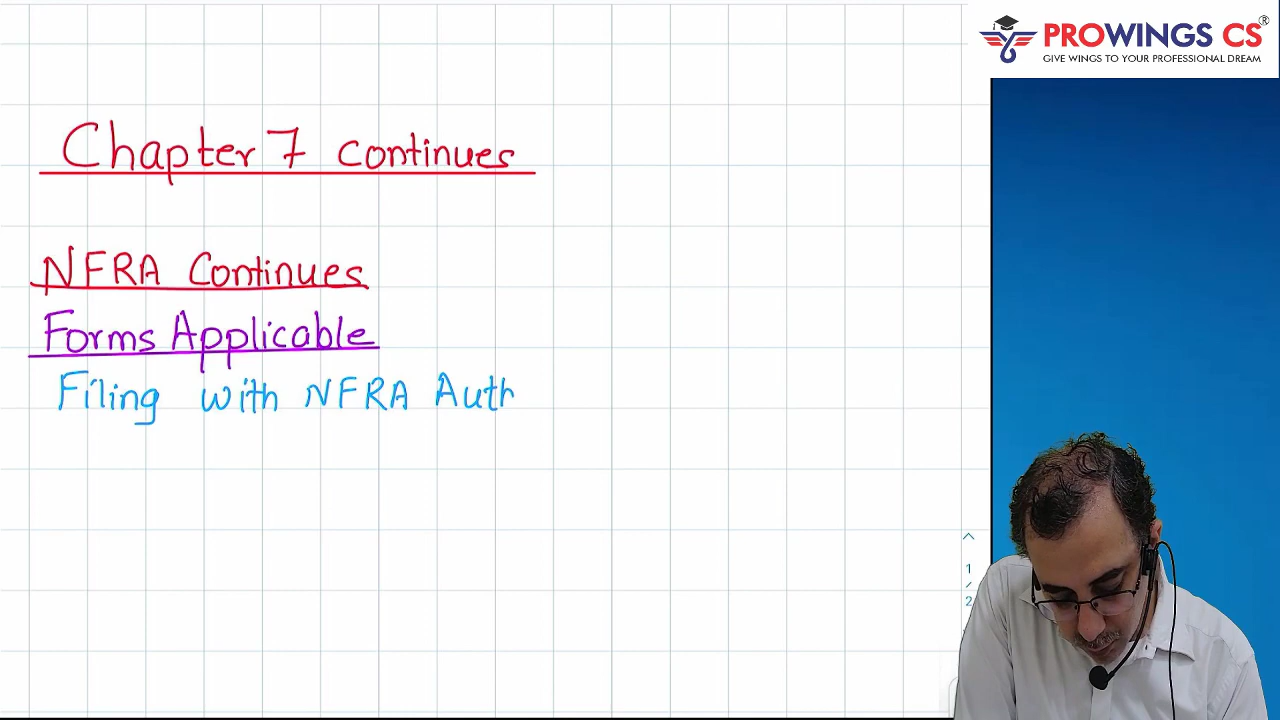 PROWINGS CS®
GIVE WINGS TO YOUR PROFESSIONAL DREAM
Chapter 7 continues
NFRA Continues
Forms Applicable
Filing with NFRA Auth
1
2